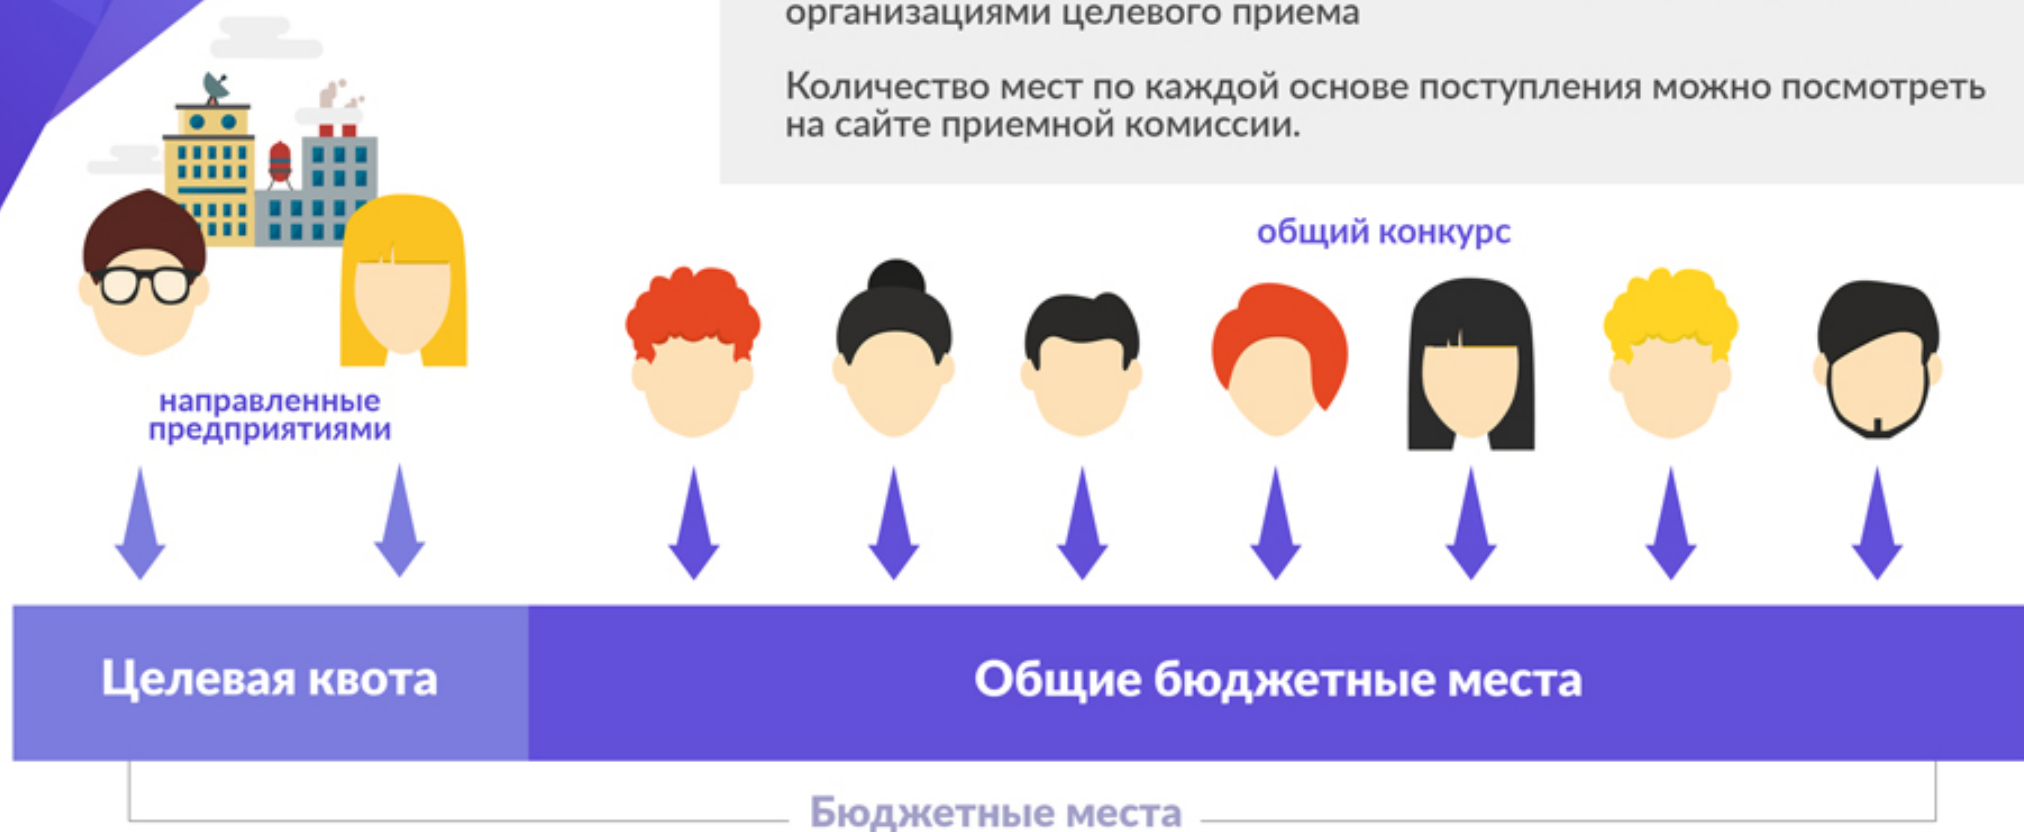 организациями целевого приема
Количество мест по каждой основе поступления можно посмотреть
на сайте приемной комиссии.
общий конкурс
направленные
предприятиями
Целевая квота
Общие бюджетные места
Бюджетные места